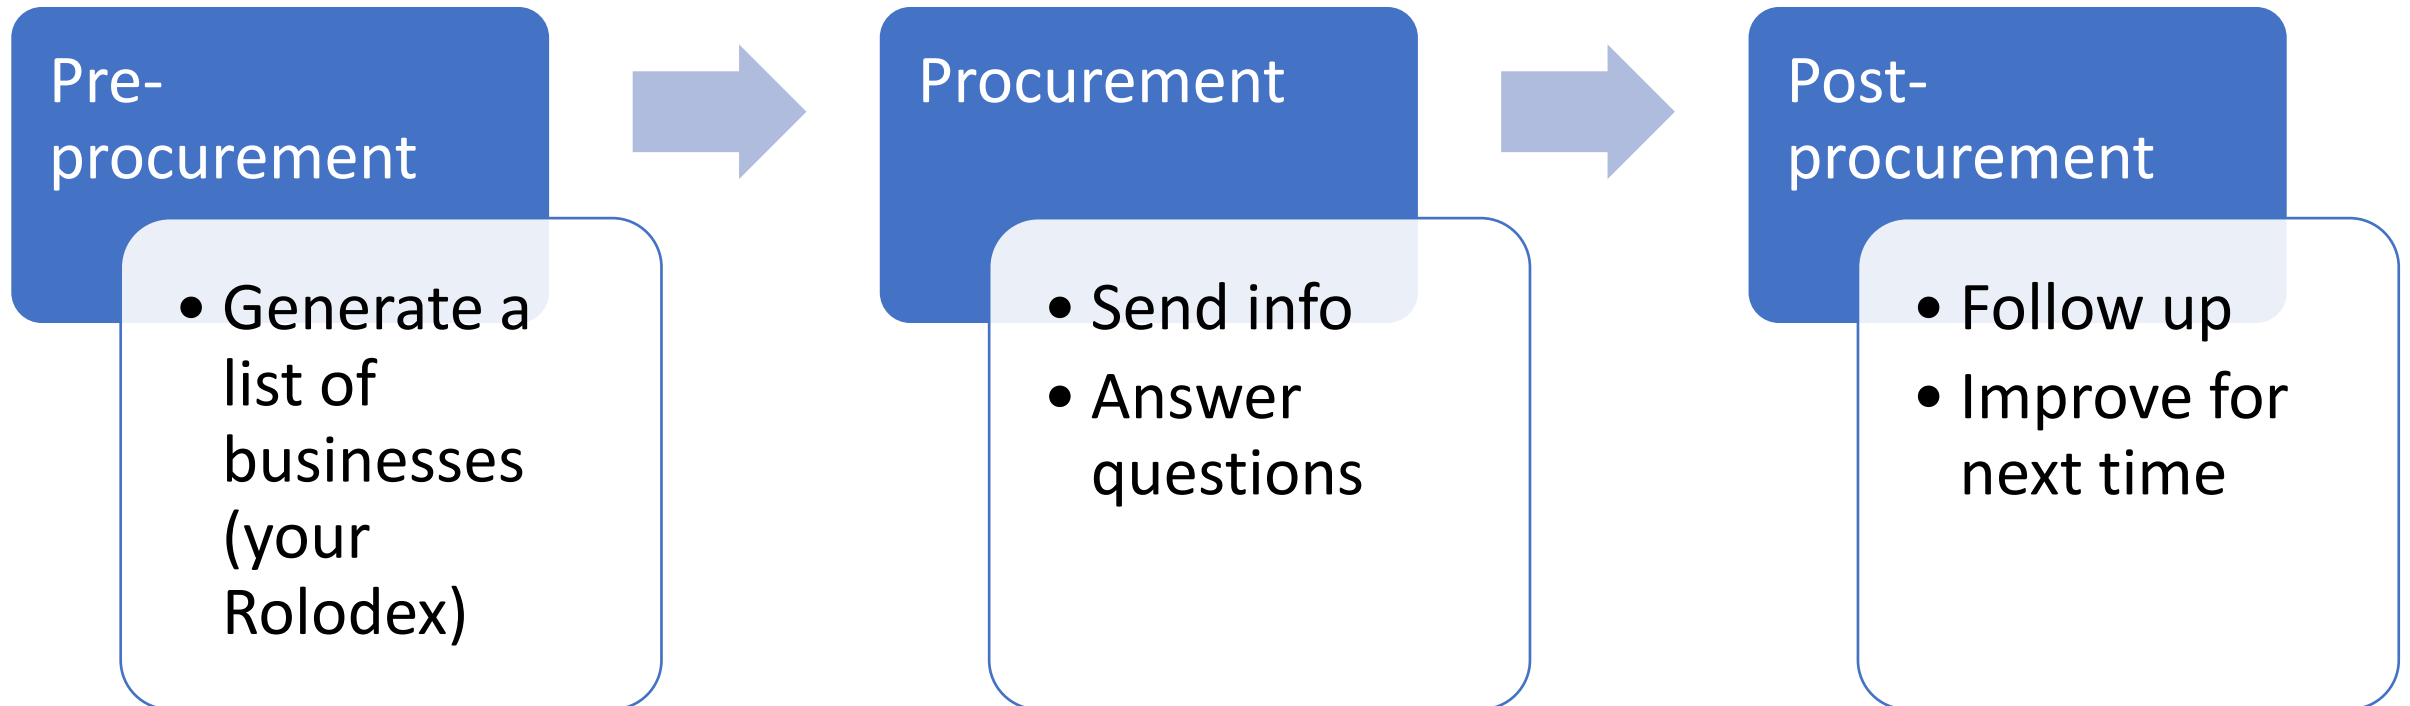 Pre-
procurement
• Generate a
list of
businesses
(your
Rolodex)
Procurement
• Send info
• Answer
questions
Post-
procurement
• Follow up
• Improve for
next time